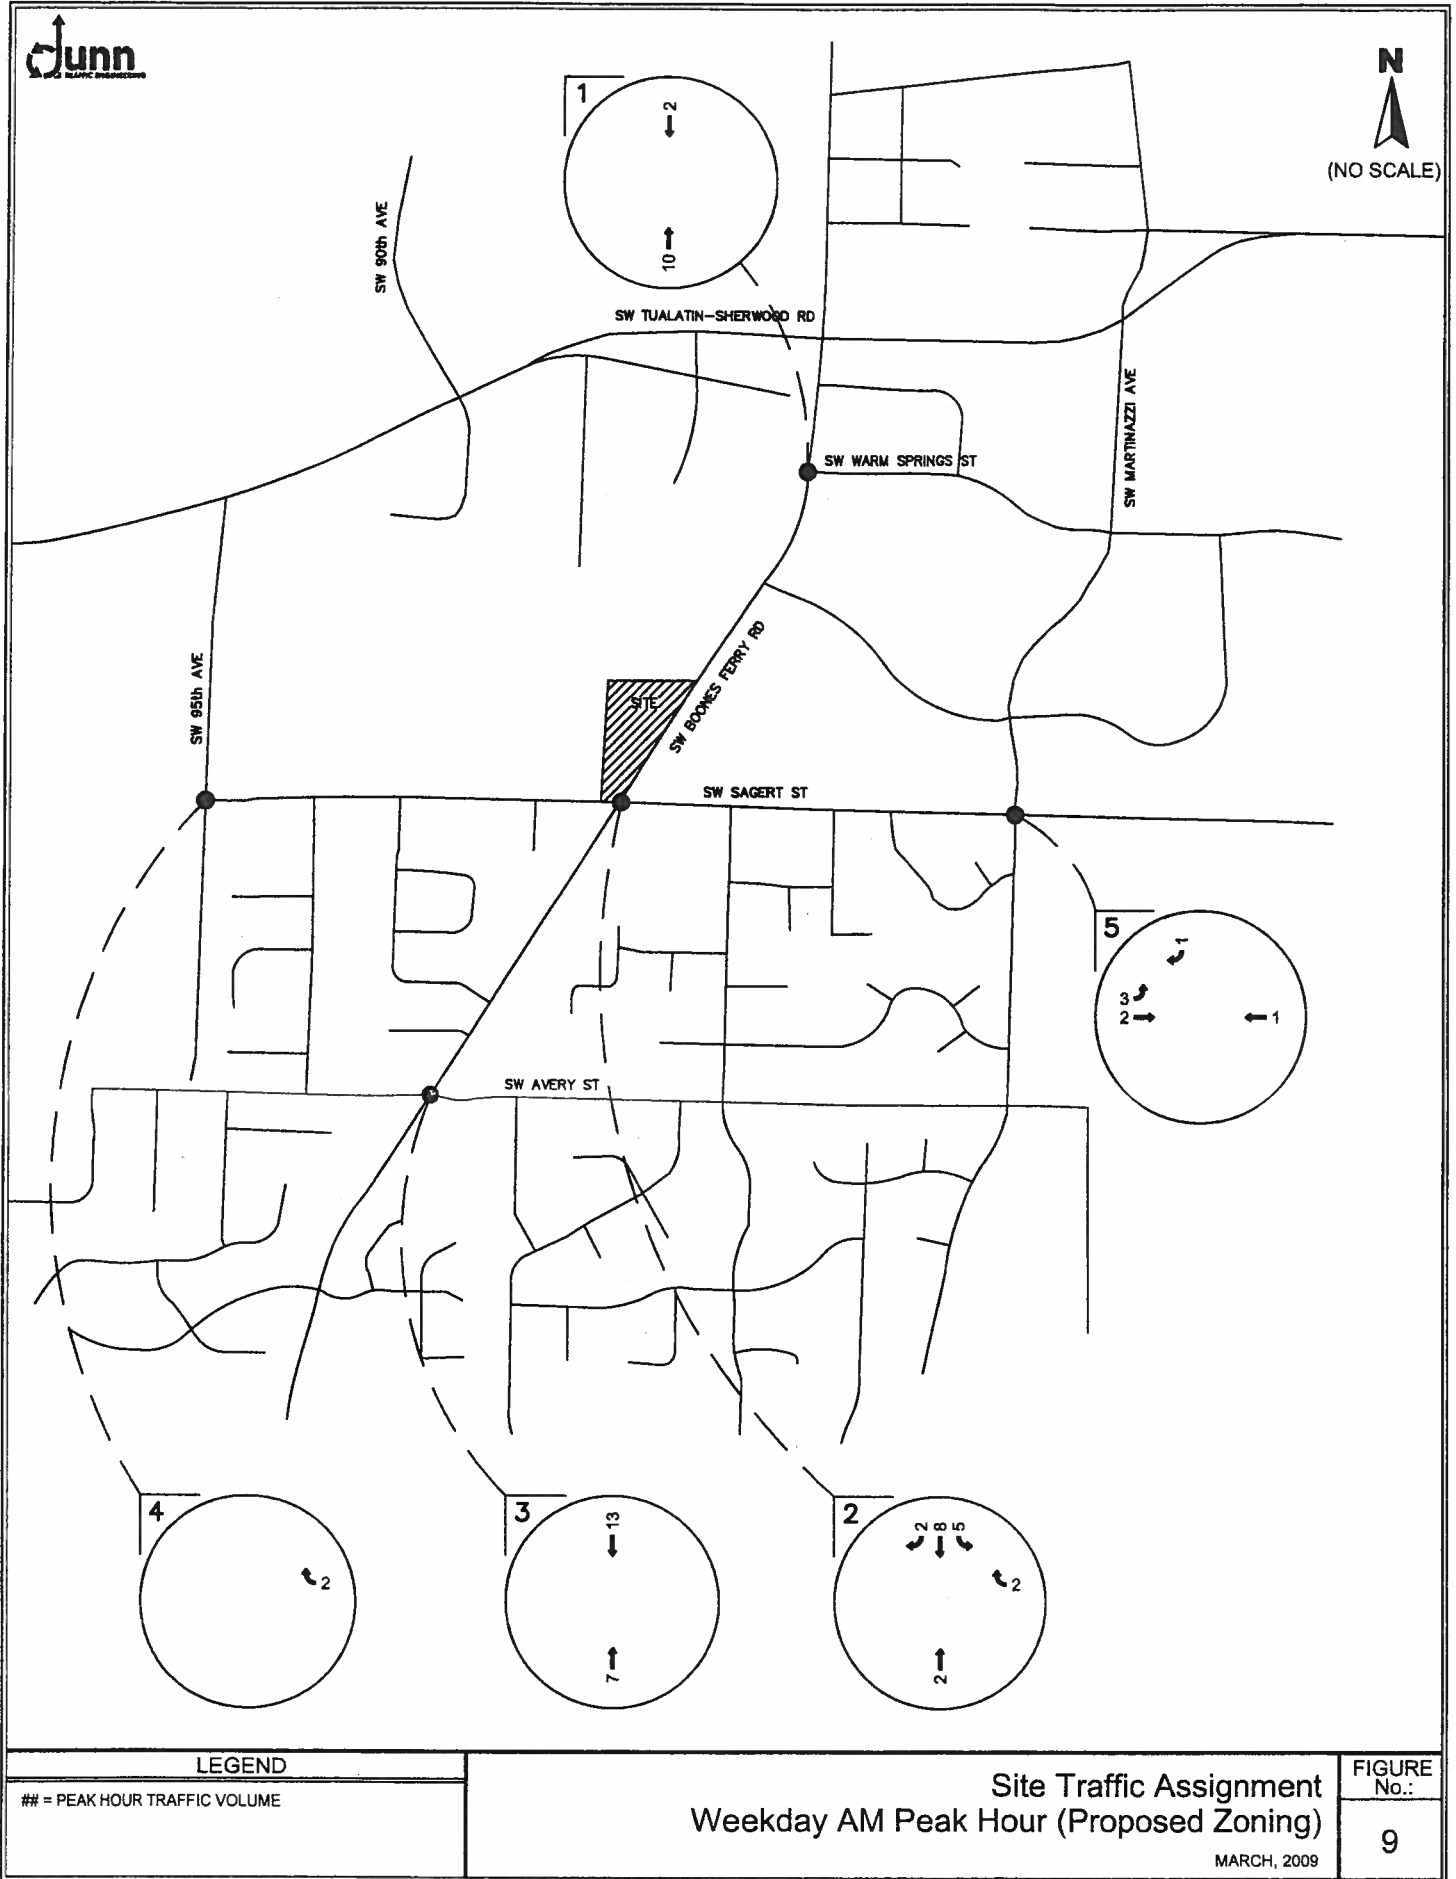 Dunn
TRAFFIC ENGINEERING
N
(NO SCALE)
1
2
10
SW 90th AVE
SW TUALATIN-SHERWOOD RD
SW WARM SPRINGS ST
SW MARTINAZZI AVE
SW BOONES FERRY RD
SW 95th AVE
SITE
SW SAGERT ST
5
1
3
2
1
SW AVERY ST
4
2
3
13
7
2
2 8 5
2
2
LEGEND
## = PEAK HOUR TRAFFIC VOLUME
Site Traffic Assignment
Weekday AM Peak Hour (Proposed Zoning)
MARCH, 2009
FIGURE
No.:
9